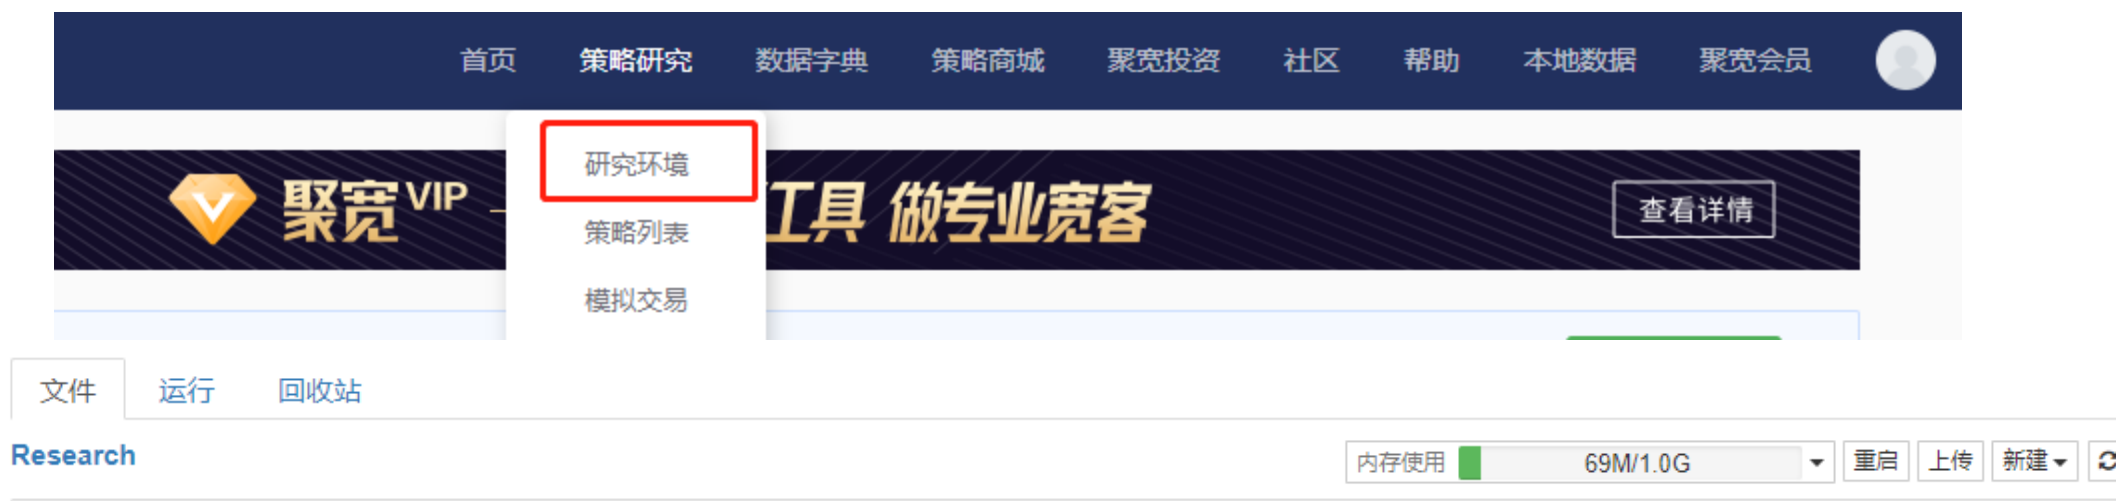 首页 策略研究 数据字典 策略商城 聚宽投资 社区 帮助 本地数据 聚宽会员
研究环境
聚宽VIP 工具 做专业宽客 查看详情
策略列表
模拟交易
文件 运行 回收站
Research 内存使用 69M/1.0G 重启 上传 新建